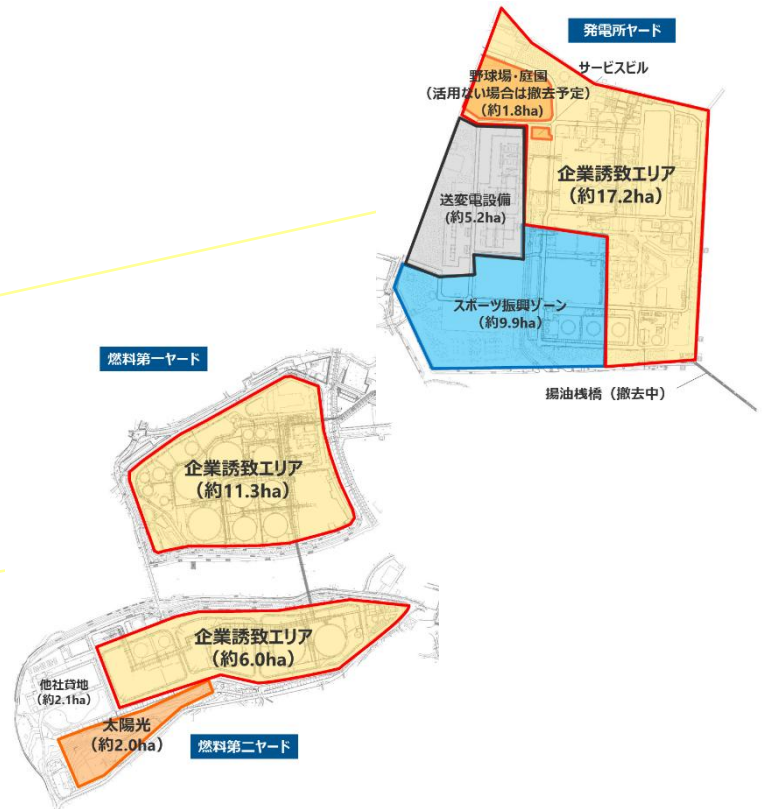 発電所ヤード
サービスビル
野球場・庭園
（活用ない場合は撤去予定）
（約1.8ha）
企業誘致エリア
（約17.2ha）
送変電設備
(約5.2ha)
スポーツ振興ゾーン
（約9.9ha）
揚油桟橋（撤去中）
燃料第一ヤード
企業誘致エリア
（約11.3ha）
企業誘致エリア
（約6.0ha）
他社貸地
（約2.1ha）
太陽光
（約2.0ha）
燃料第二ヤード